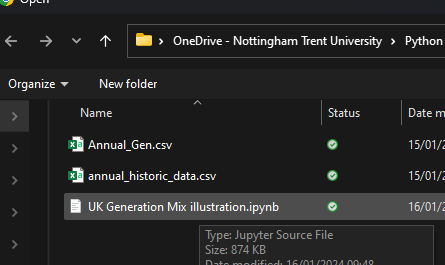 Open
OneDrive - Nottingham Trent University > Python
Organize New folder
Name Status Date m
Annual_Gen.csv 15/01/
annual_historic_data.csv 15/01/2
UK Generation Mix illustration.ipynb 16/01/2
Type: Jupyter Source File
Size: 874 KB
Date modified: 16/01/2024 09:48